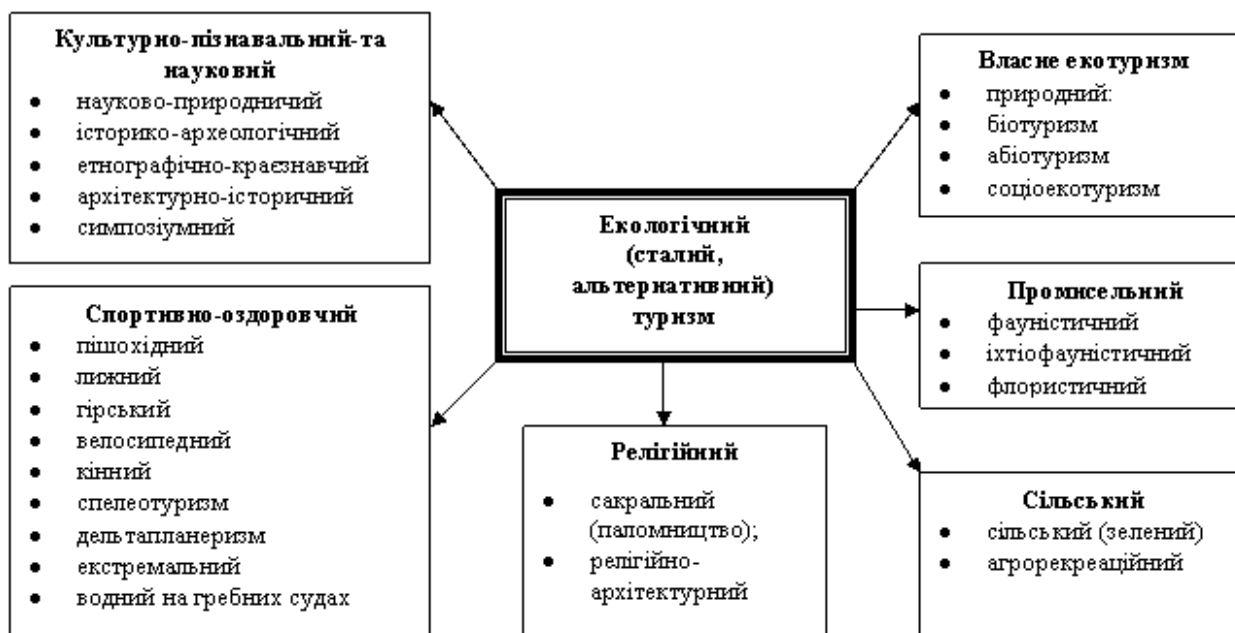 Культурно-пізнавальний-та
науковий
● науково-природничий
● історико-археологічний
● етнографічно-краєзнавчий
● архітектурно-історичний
● симпозіумний
Спортивно-оздоровчий
● пішохідний
● лижний
● гірський
● велосипедний
● кінний
● спелеотуризм
● дельтапланеризм
● екстремальний
● водний на гребних судах
Екологічний
(сталий,
альтернативний)
туризм
Релігійний
● сакральний
(паломництво);
● релігійно-
архітектурний
Власне екотуризм
● природний:
● біотуризм
● абіотуризм
● соціоекотуризм
Промисельний
● фауністичний
● іхтіофауністичний
● флористичний
Сільський
● сільський (зелений)
● агрорекреаційний